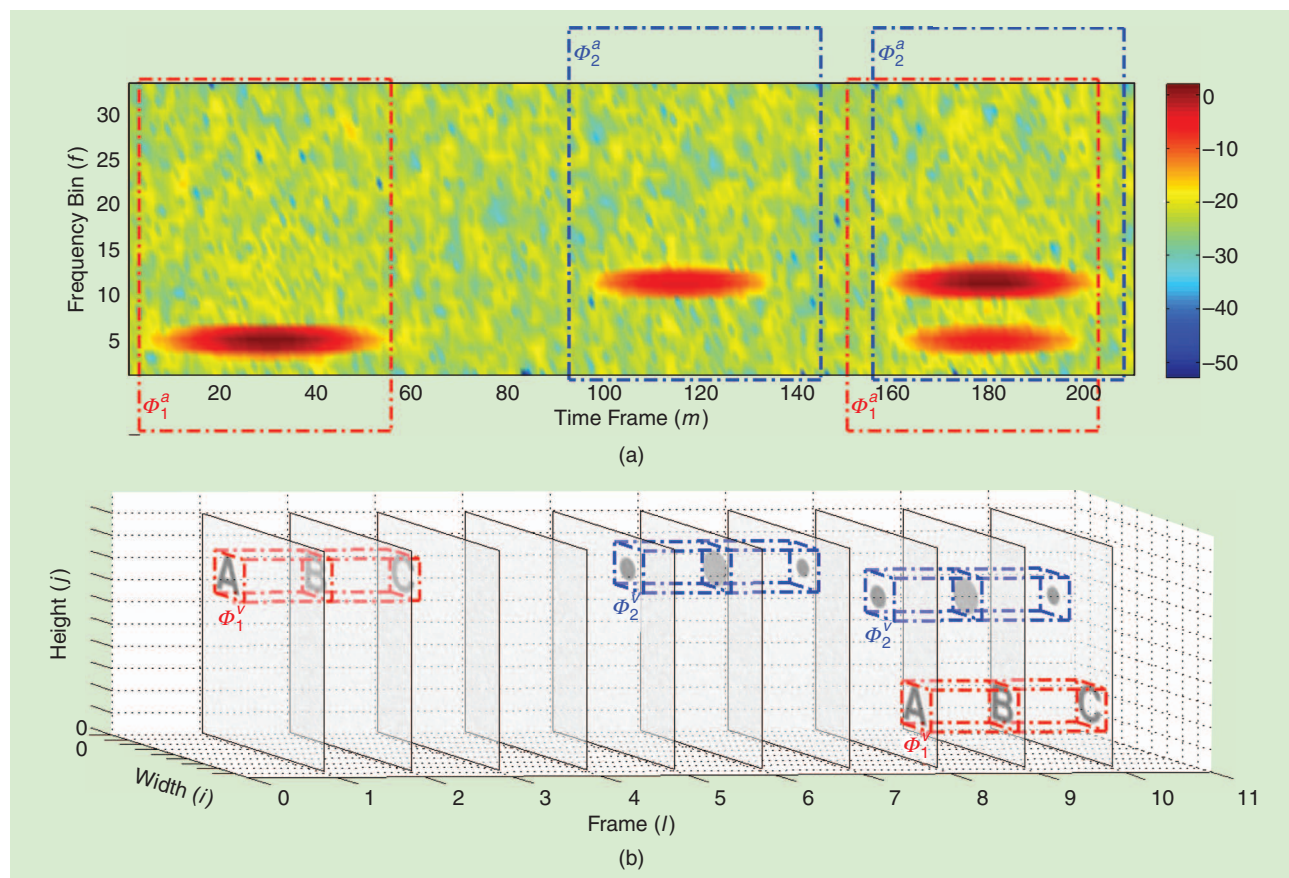 Φ₂ᵃ Φ₂ᵃ
30
25
20
15
10
5
Frequency Bin (f)
0
−10
−20
−30
−40
−50
20 40 60 80 100 120 140 160 180 200
Φ₁ᵃ Φ₁ᵃ
Time Frame (m)
(a)
A B C
Φ₁ᵛ Φ₂ᵛ Φ₂ᵛ
A B C
Φ₁ᵛ
Height (j)
0
0
Width (i)
0 1 2 3 4 5 6 7 8 9 10 11
Frame (l)
(b)